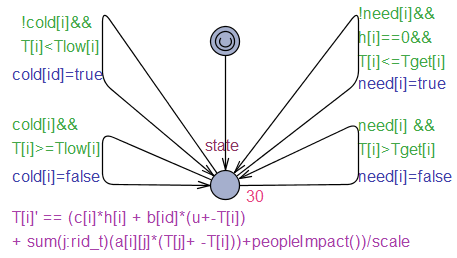 !cold[i]&&
T[i]<Tlow[i]
cold[id]=true
!need[i]&&
h[i]==0&&
T[i]<=Tget[i]
need[i]=true
cold[i]&&
T[i]>=Tlow[i]
cold[i]=false
need[i] &&
T[i]>Tget[i]
need[i]=false
state
30
T[i]' == (c[i]*h[i] + b[id]*(u+-T[i])
+ sum(j:rid_t)(a[i][j]*(T[j]+ -T[i]))+peopleImpact())/scale